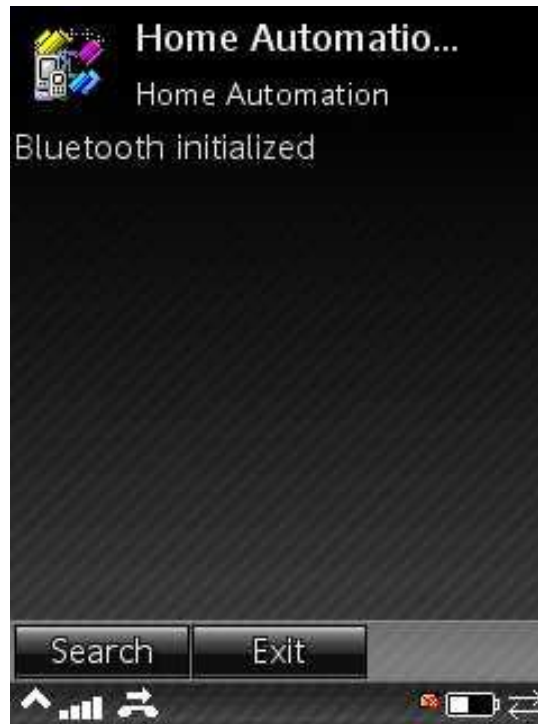 Home Automatio...
Home Automation
Bluetooth initialized
Search Exit